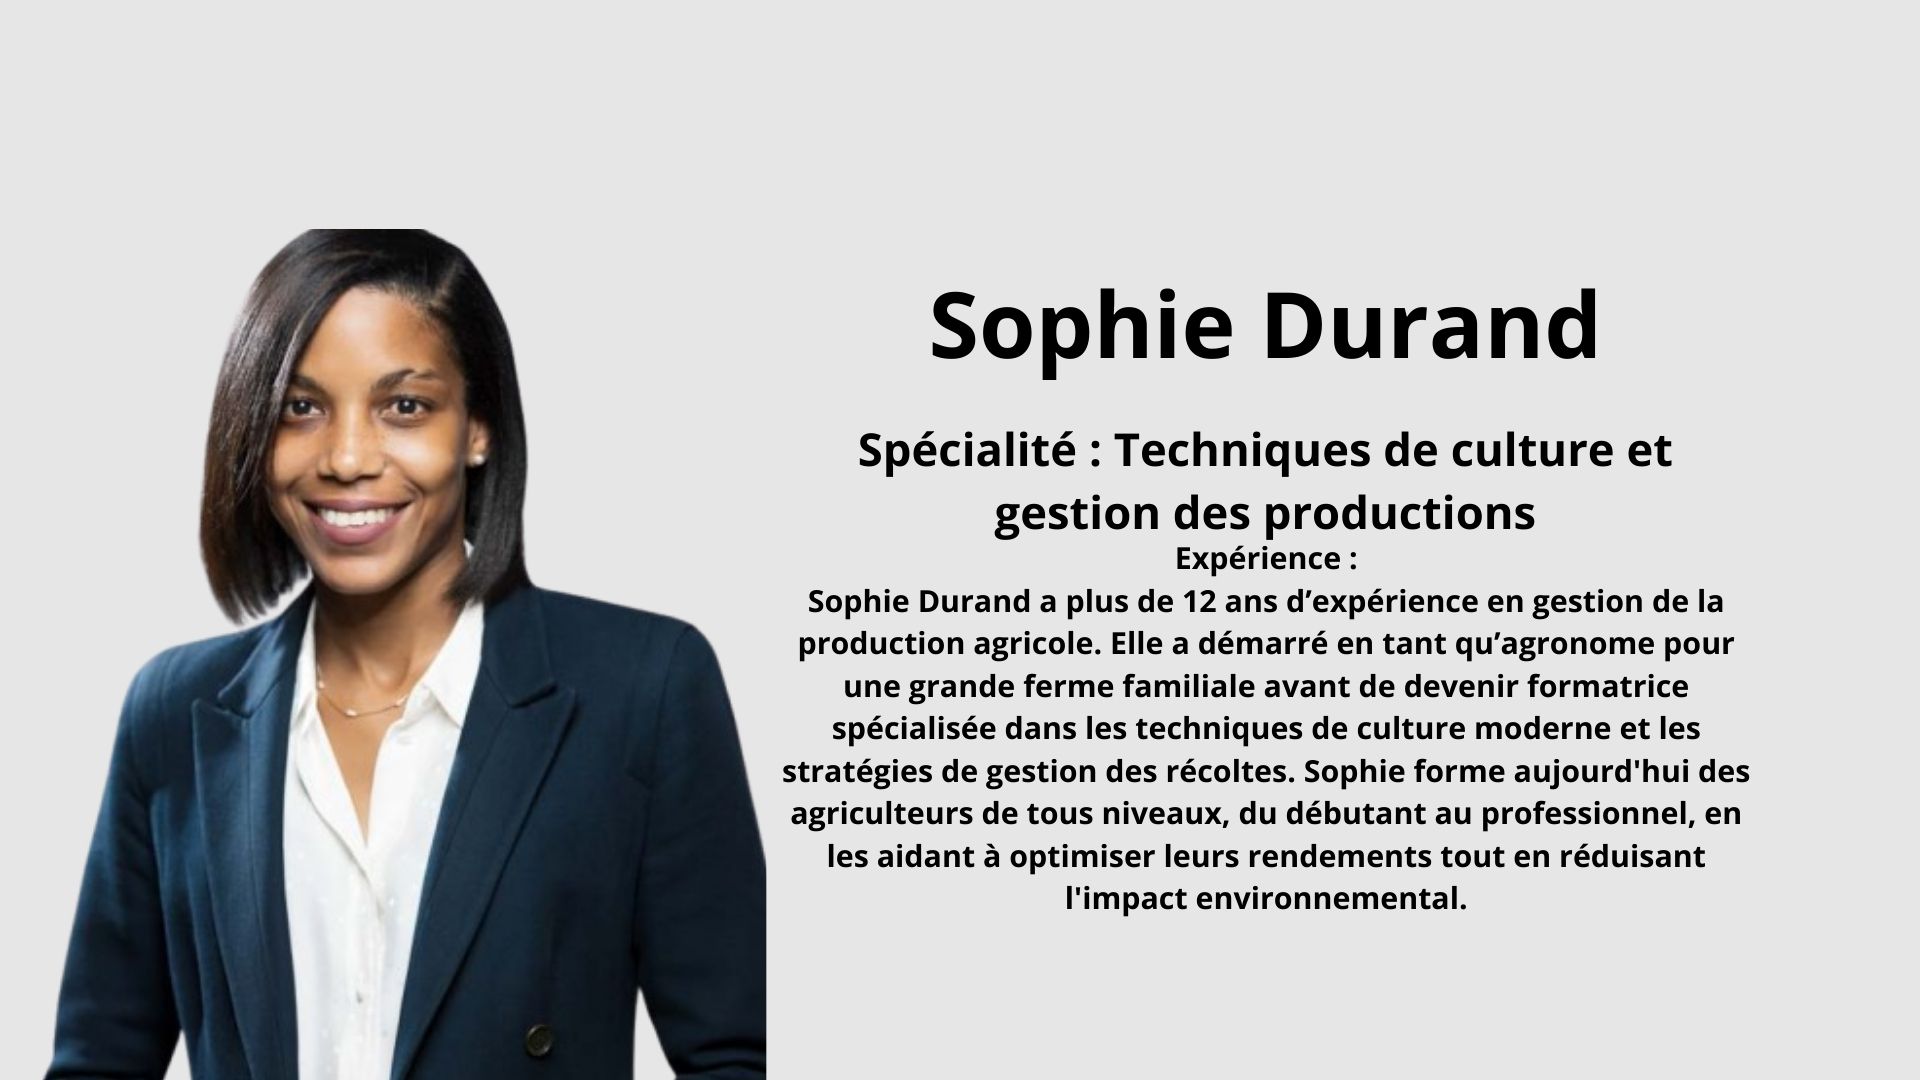 Sophie Durand
Spécialité : Techniques de culture et
gestion des productions
Expérience :
Sophie Durand a plus de 12 ans d’expérience en gestion de la
production agricole. Elle a démarré en tant qu’agronome pour
une grande ferme familiale avant de devenir formatrice
spécialisée dans les techniques de culture moderne et les
stratégies de gestion des récoltes. Sophie forme aujourd'hui des
agriculteurs de tous niveaux, du débutant au professionnel, en
les aidant à optimiser leurs rendements tout en réduisant
l'impact environnemental.